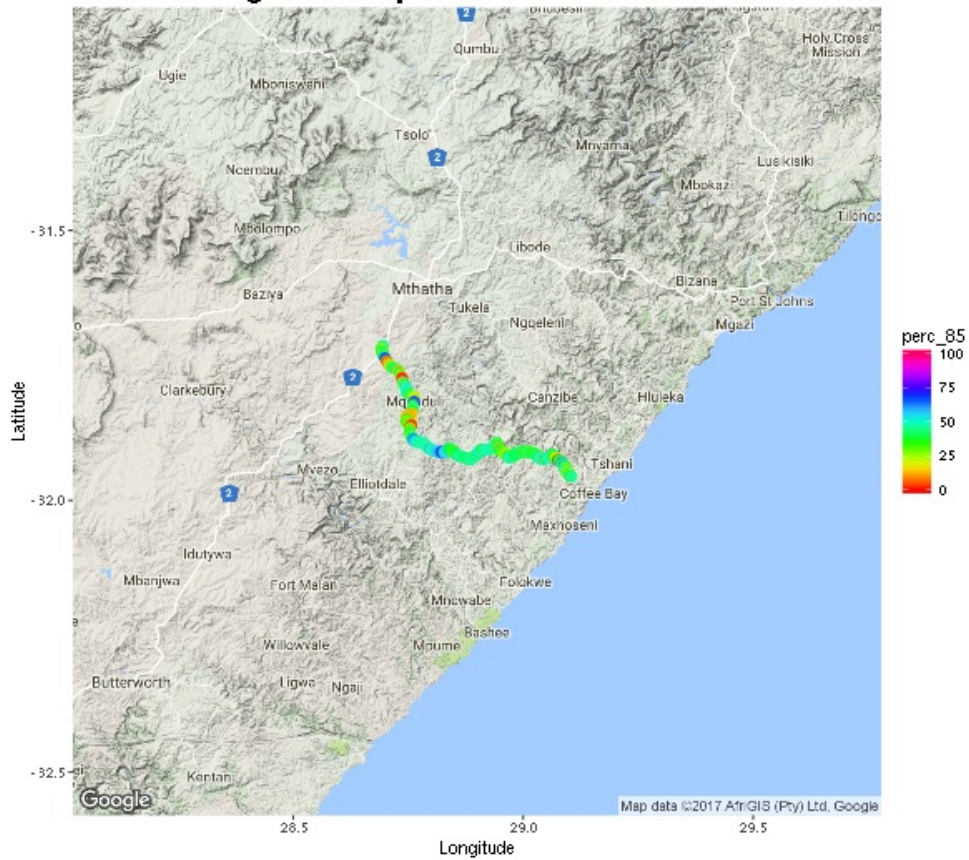 2
Qumbu
Holy Cross
Mission
Ugie
Mbonisweni
Tsolo
2
Mnyama
Lusikisiki
Ncembu
Mbokazi
-31.5
Mbolompo
Libode
Bizana
Mthatha
Baziya
Port St Johns
Tukela
Ngqeleni
Mgazi
perc_85
100
75
50
25
0
2
Clarkebury
Canzibe
Hluleka
Latitude
Mvezo
Tshani
Elliotdale
2
-32.0
Coffee Bay
Maxhoseni
Idutywa
Mbanjwa
Fort Malan
Folokwe
Mncwabe
Bashee
Willowvale
Mpume
Butterworth
Ligwa
Ngaji
-32.5
Kentani
Google
Map data ©2017 AfriGIS (Pty) Ltd, Google
28.5
29.0
29.5
Longitude